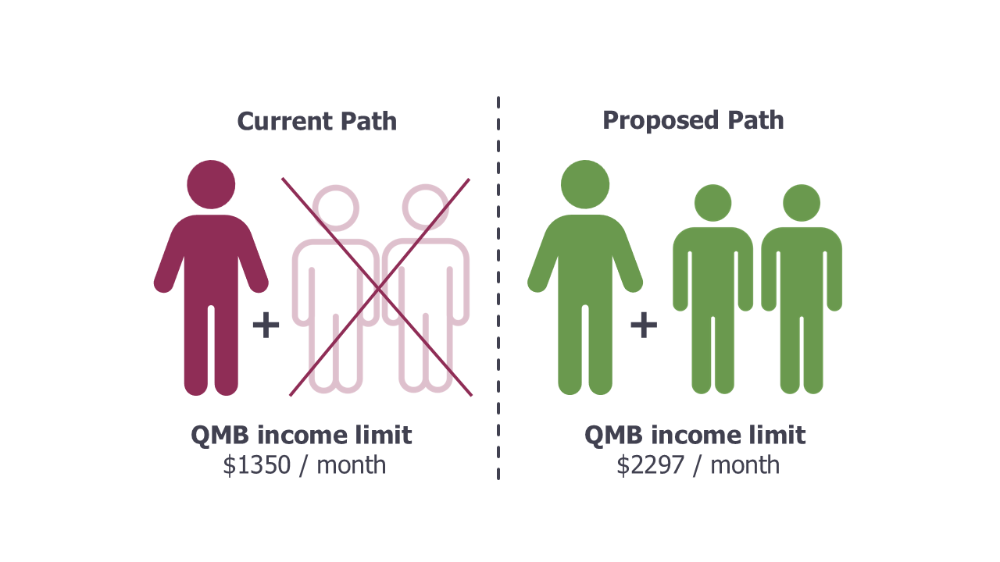 Current Path
Proposed Path
+
+
QMB income limit
$1350 / month
QMB income limit
$2297 / month